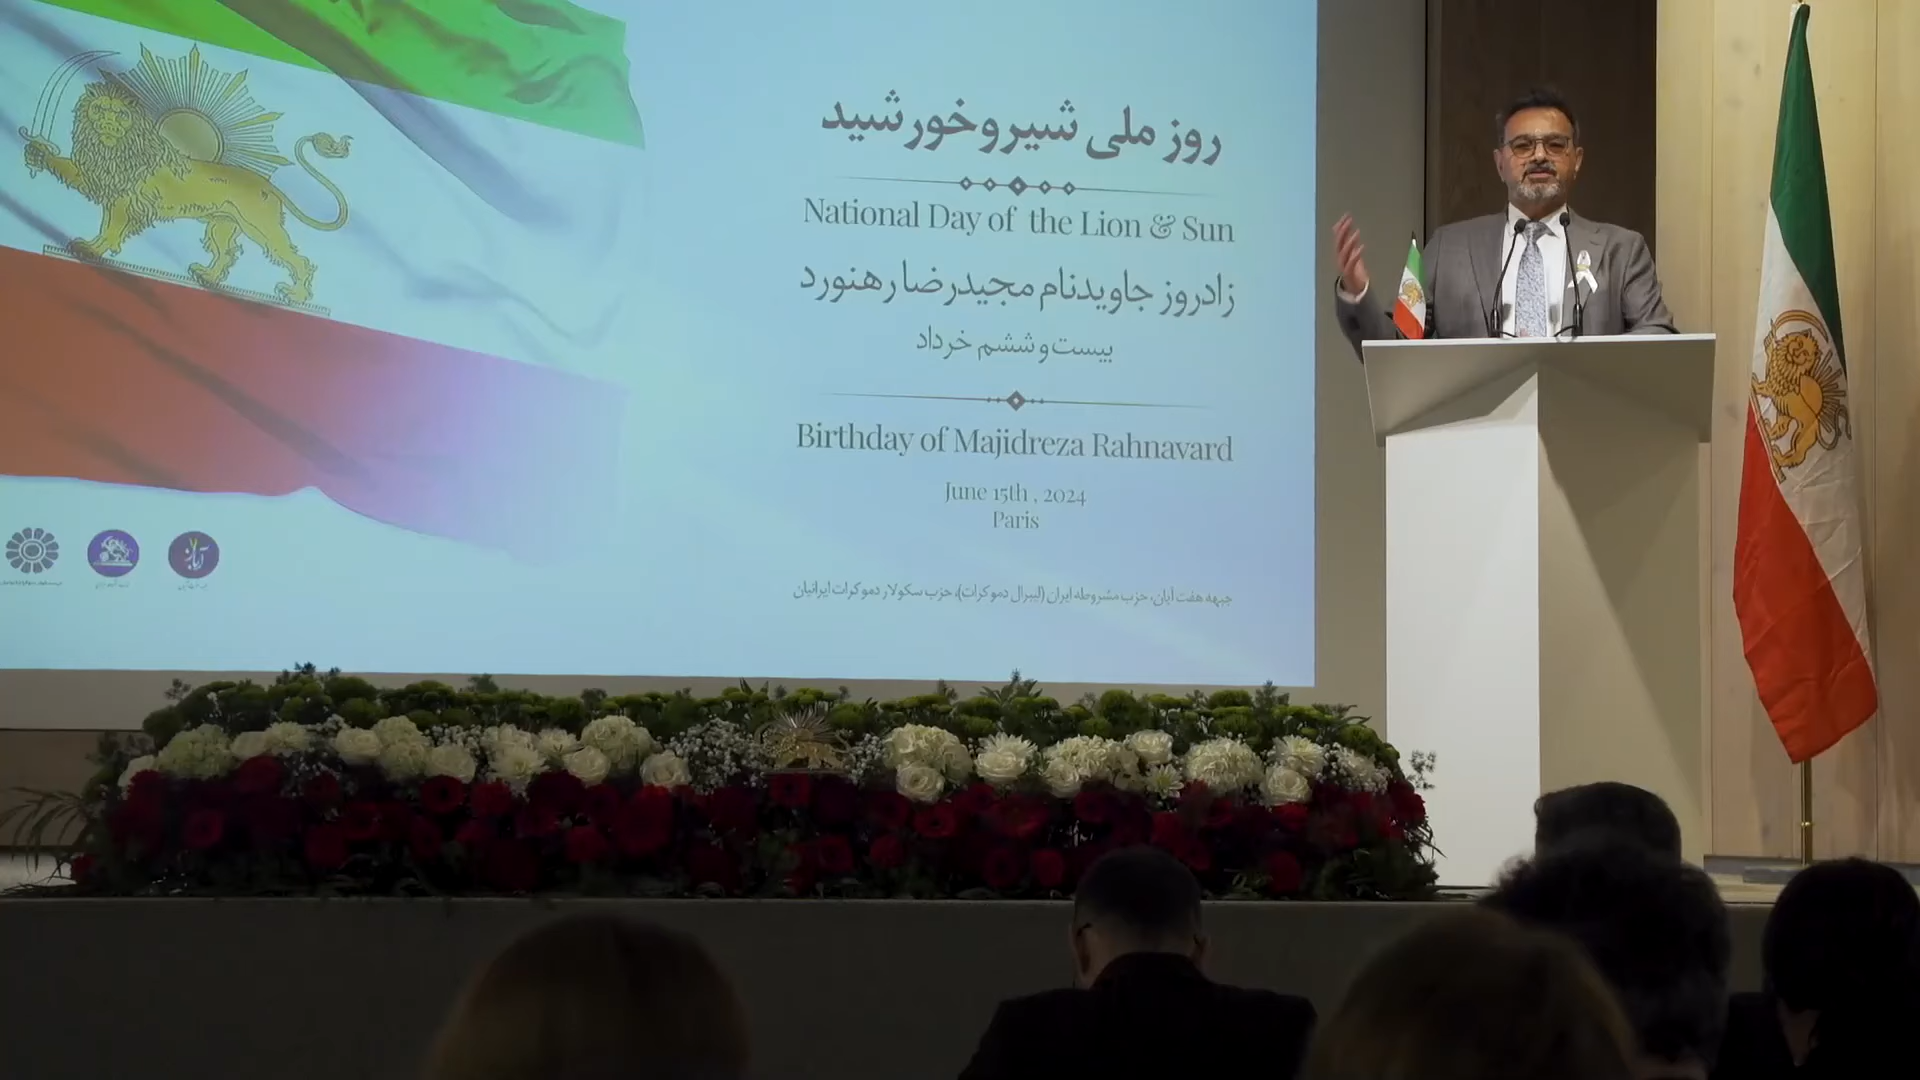 روز ملی شیروخورشید
National Day of the Lion & Sun
زادروز جاویدنام مجیدرضا رهنورد
بیست و ششم خرداد
Birthday of Majidreza Rahnavard
June 15th , 2024
Paris
جبهه هفت آبان، حزب مشروطه ایران (لیبرال دموکرات)، حزب سکولار دموکرات ایرانیان